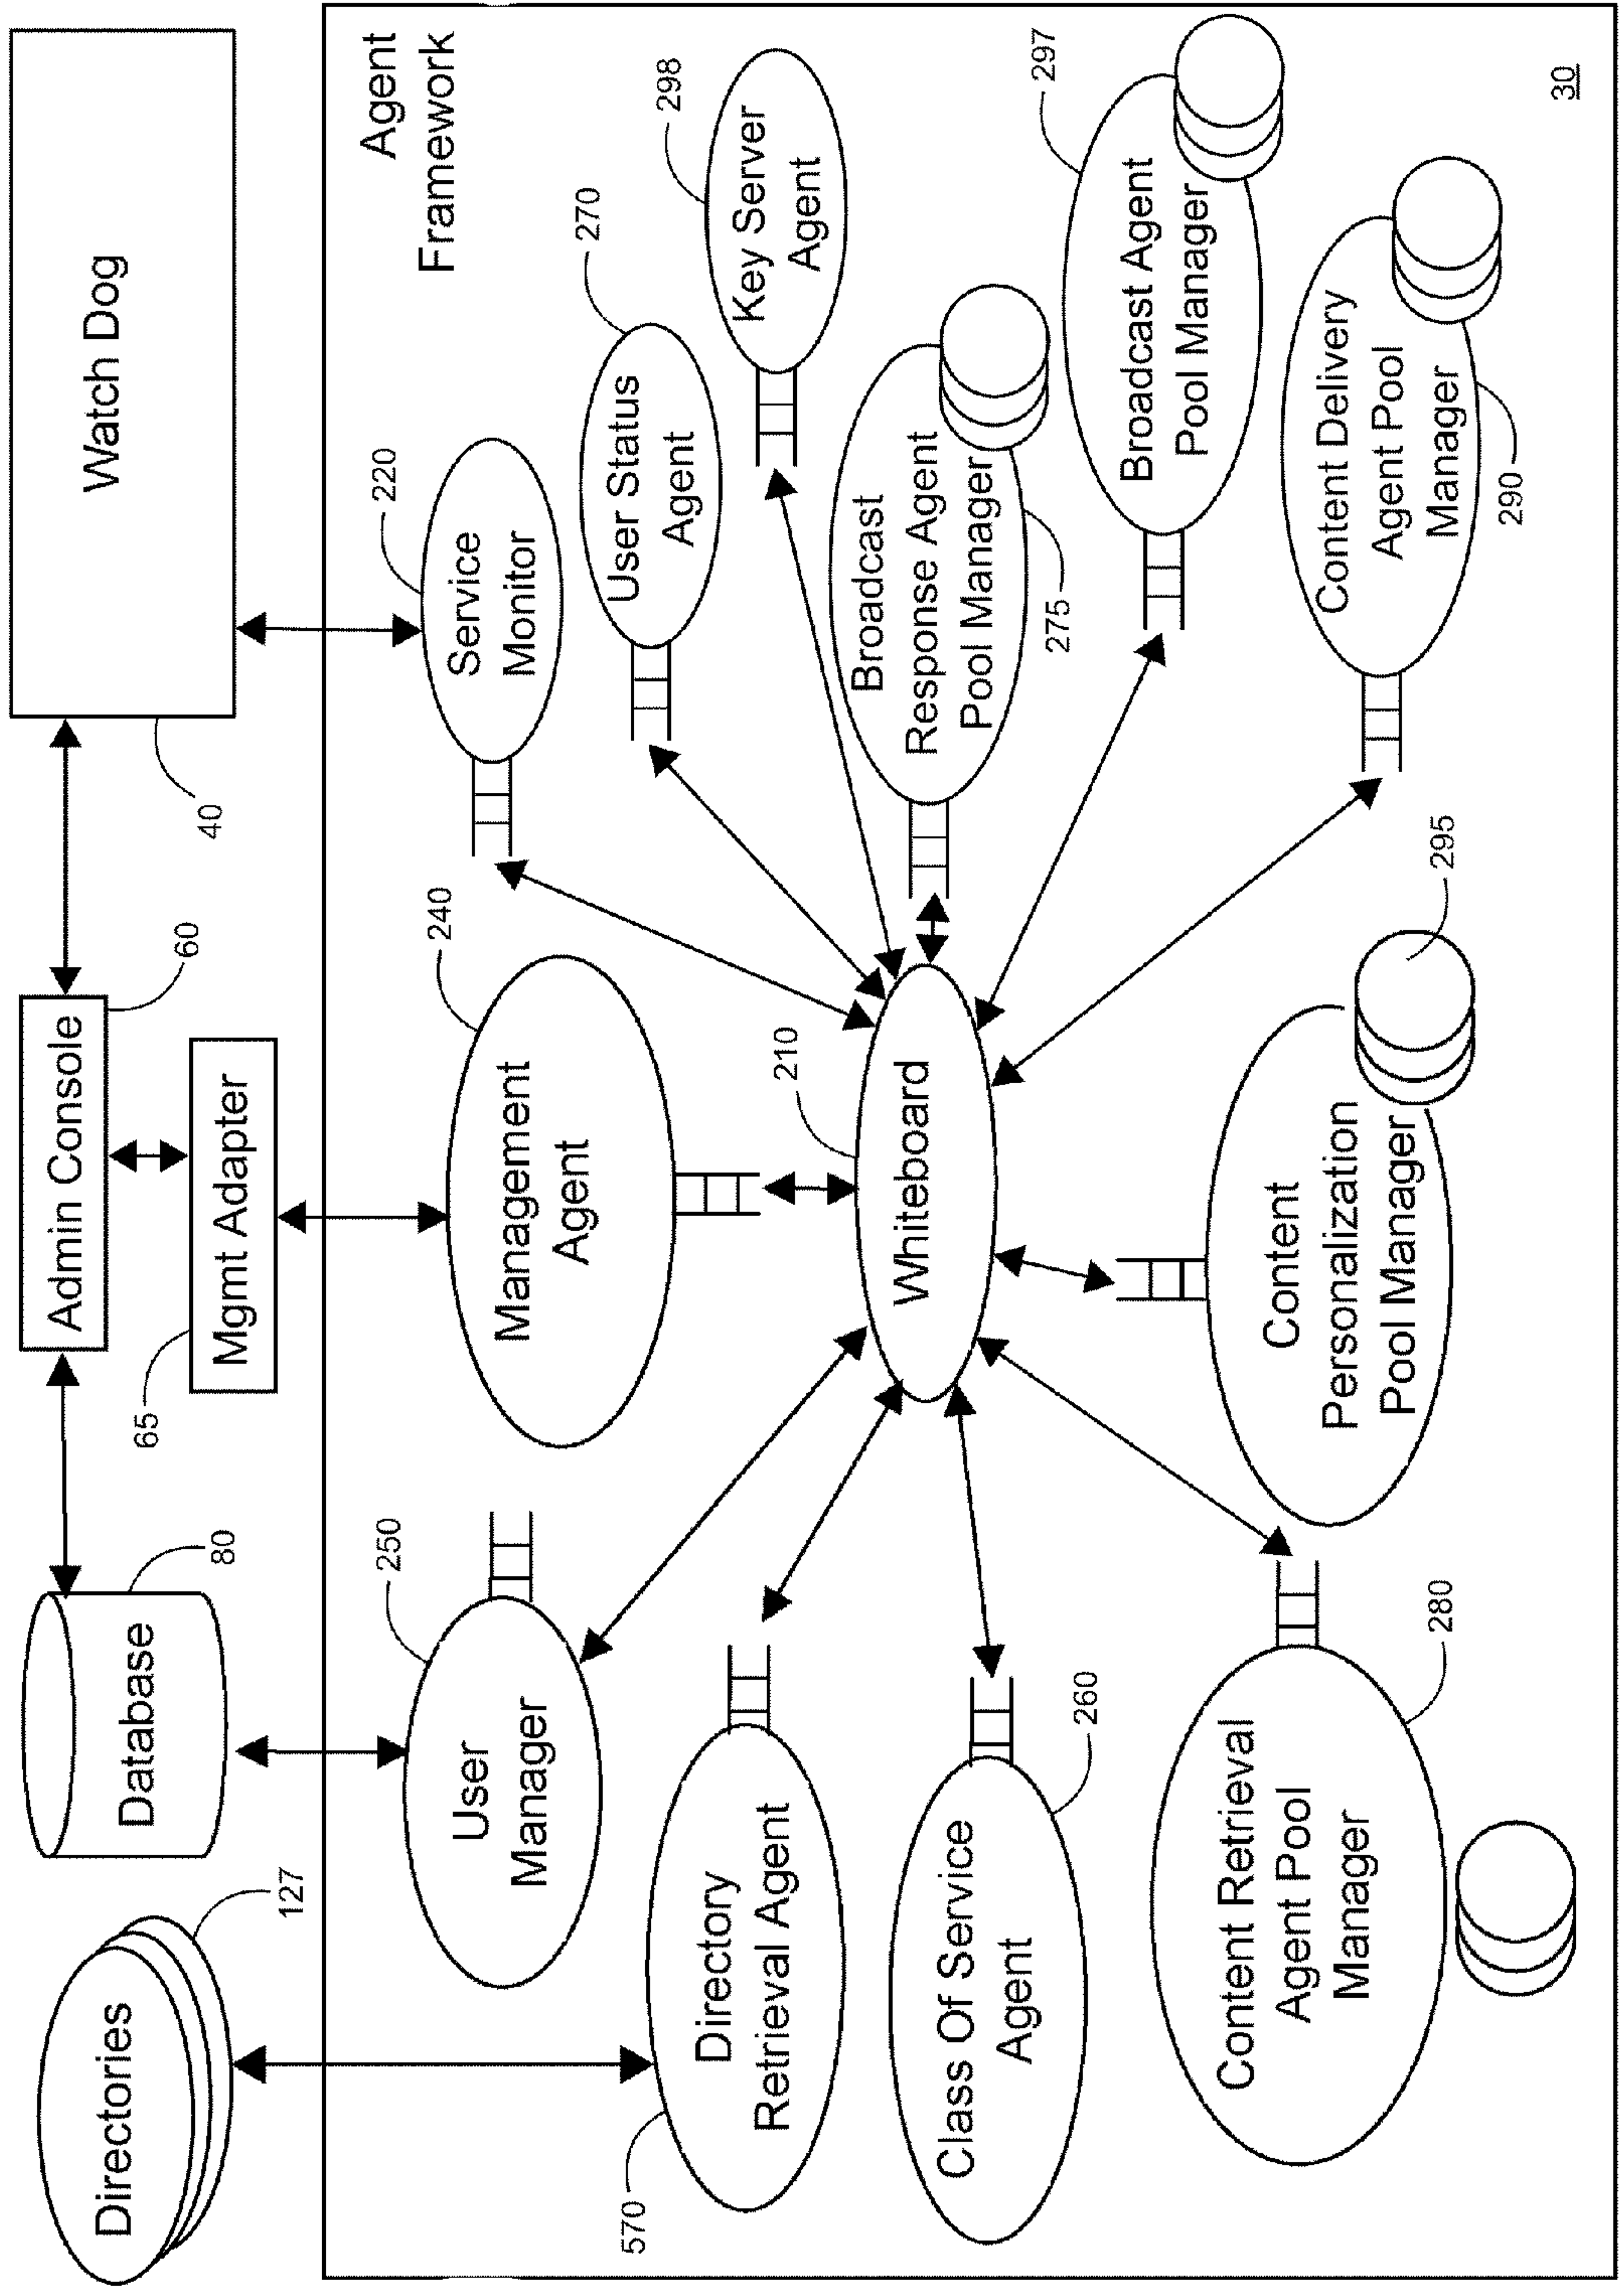 Directories
127
Database
80
Admin Console
60
65
Mgmt Adapter
Watch Dog
40
Agent
Framework
User
Manager
250
Management
Agent
240
Service
Monitor
220
User Status
Agent
270
Key Server
Agent
298
Directory
Retrieval Agent
570
Whiteboard
210
Broadcast
Response Agent
Pool Manager
275
Broadcast Agent
Pool Manager
297
Class Of Service
Agent
260
Content Retrieval
Agent Pool
Manager
280
Content
Personalization
Pool Manager
295
Content Delivery
Agent Pool
Manager
290
30